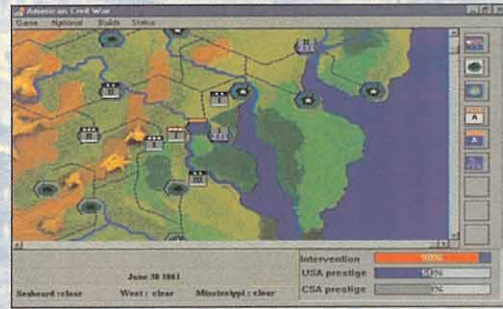 American Civil War
Game National Builds Status
A
A
June 30 1861
Seaboard :clear West : clear Mississippi : clear
Intervention 90%
USA prestige 50%
CSA prestige